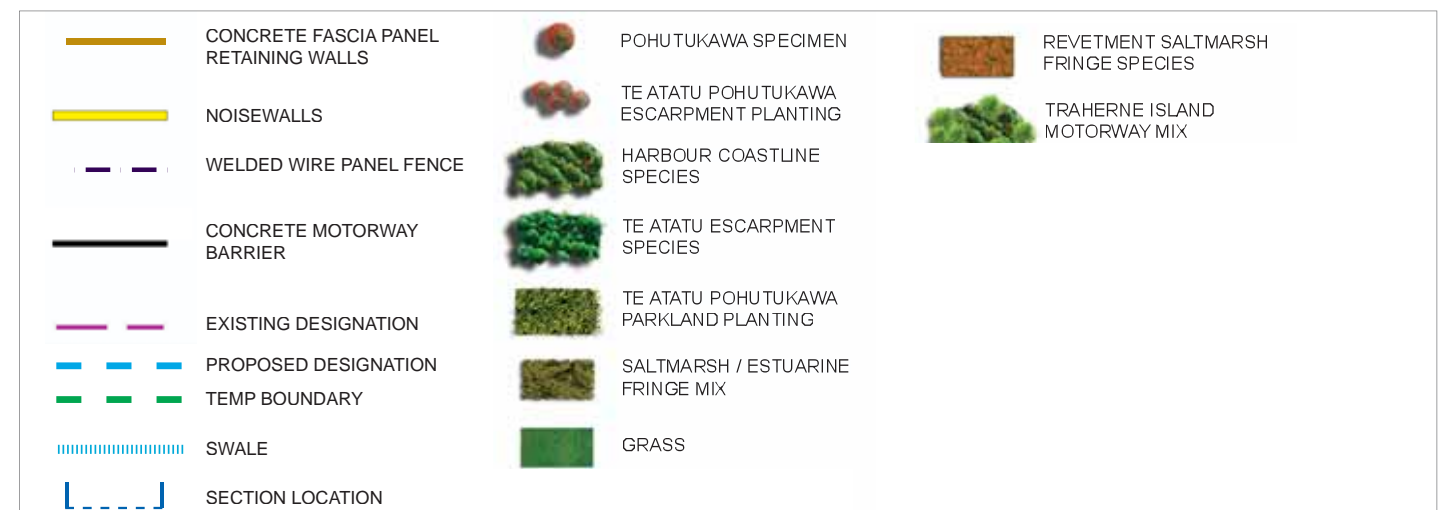 CONCRETE FASCIA PANEL
RETAINING WALLS
NOISEWALLS
WELDED WIRE PANEL FENCE
CONCRETE MOTORWAY
BARRIER
EXISTING DESIGNATION
PROPOSED DESIGNATION
TEMP BOUNDARY
SWALE
SECTION LOCATION
POHUTUKAWA SPECIMEN
TE ATATU POHUTUKAWA
ESCARPMENT PLANTING
HARBOUR COASTLINE
SPECIES
TE ATATU ESCARPMENT
SPECIES
TE ATATU POHUTUKAWA
PARKLAND PLANTING
SALTMARSH / ESTUARINE
FRINGE MIX
GRASS
REVETMENT SALTMARSH
FRINGE SPECIES
TRAHERNE ISLAND
MOTORWAY MIX